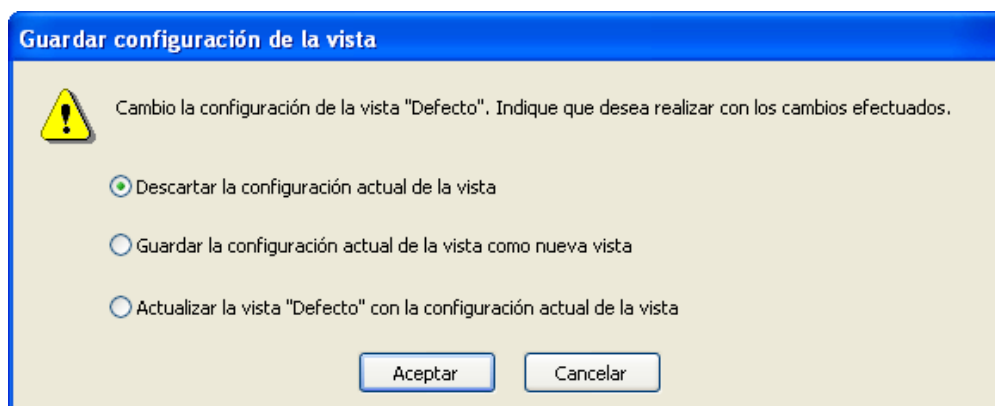 Guardar configuración de la vista
Cambio la configuración de la vista "Defecto". Indique que desea realizar con los cambios efectuados.
Descartar la configuración actual de la vista
Guardar la configuración actual de la vista como nueva vista
Actualizar la vista "Defecto" con la configuración actual de la vista
Aceptar Cancelar